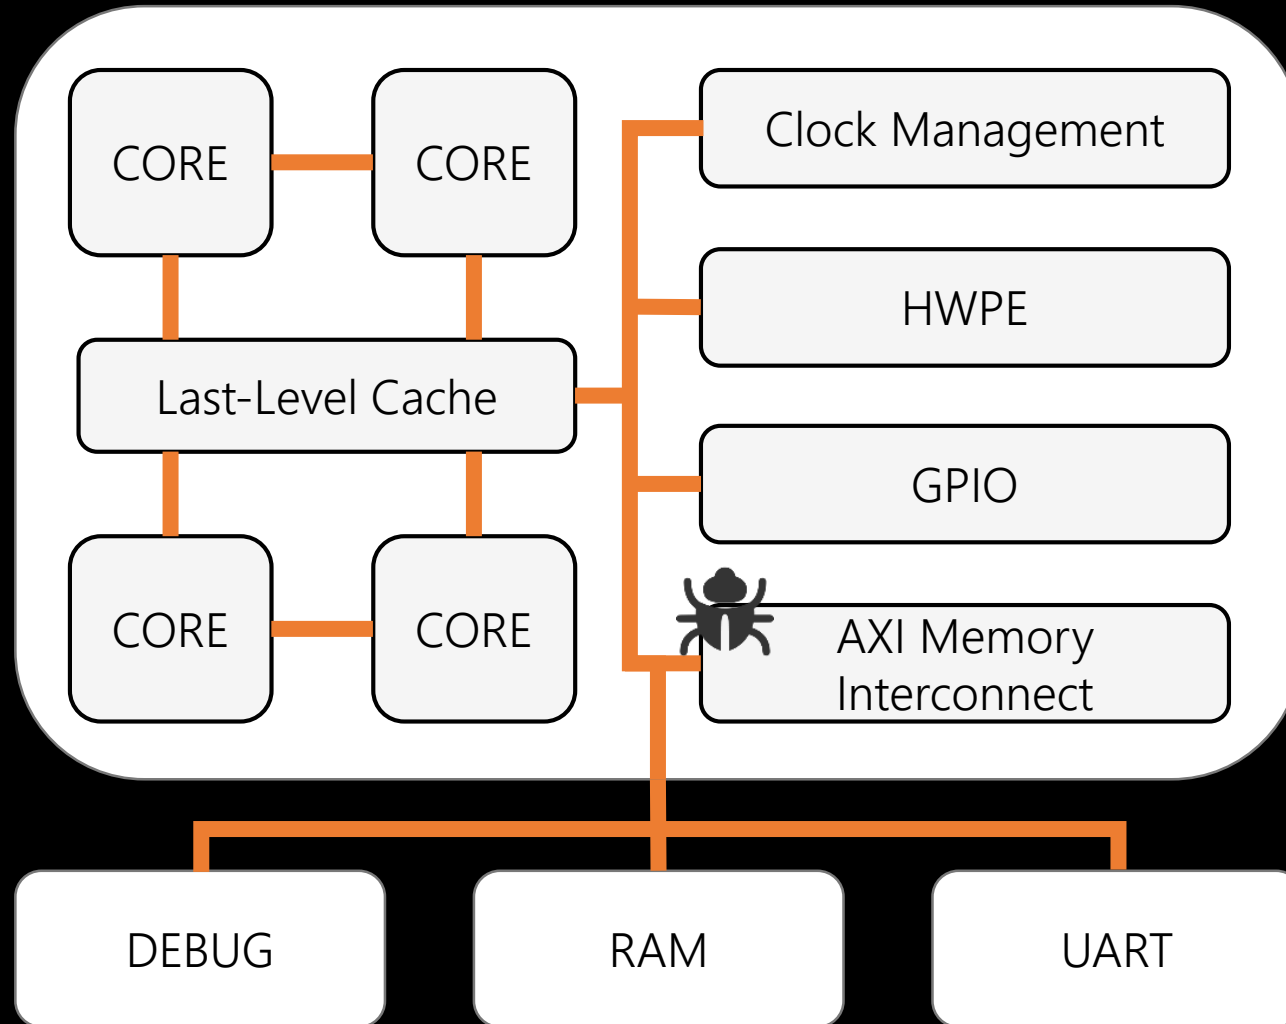 CORE
CORE
Clock Management
HWPE
Last-Level Cache
GPIO
CORE
CORE
AXI Memory
Interconnect
DEBUG
RAM
UART